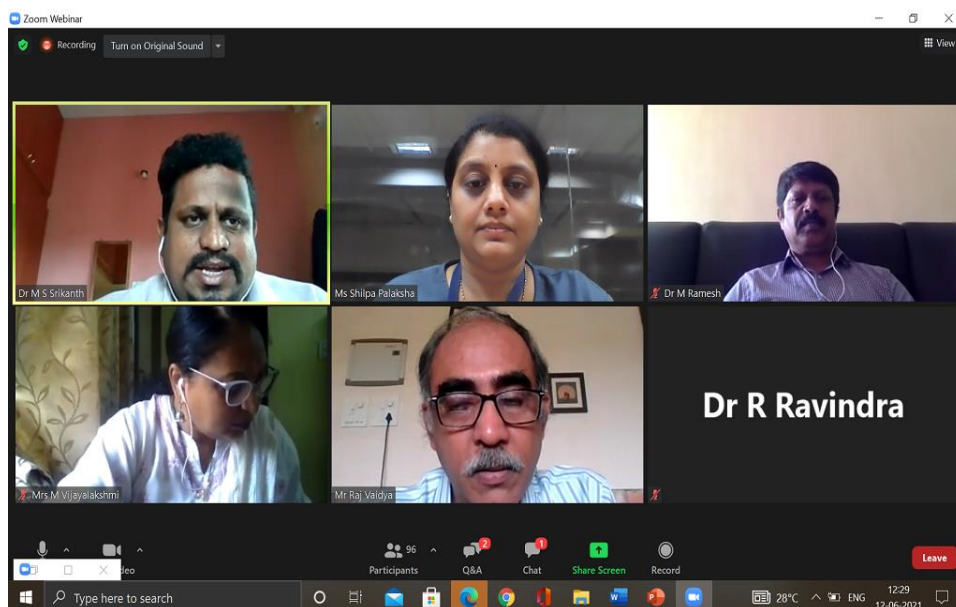 Zoom Webinar
Recording
Turn on Original Sound
View
Dr M S Srikanth
Ms Shilpa Palaksha
Dr M Ramesh
Mrs M Vijayalakshmi
Mr Raj Vaidya
Dr R Ravindra
deo
96
2
1
Participants
Q&A
Chat
Share Screen
Record
Leave
Type here to search
28°C
ENG
12:29
12-06-2021